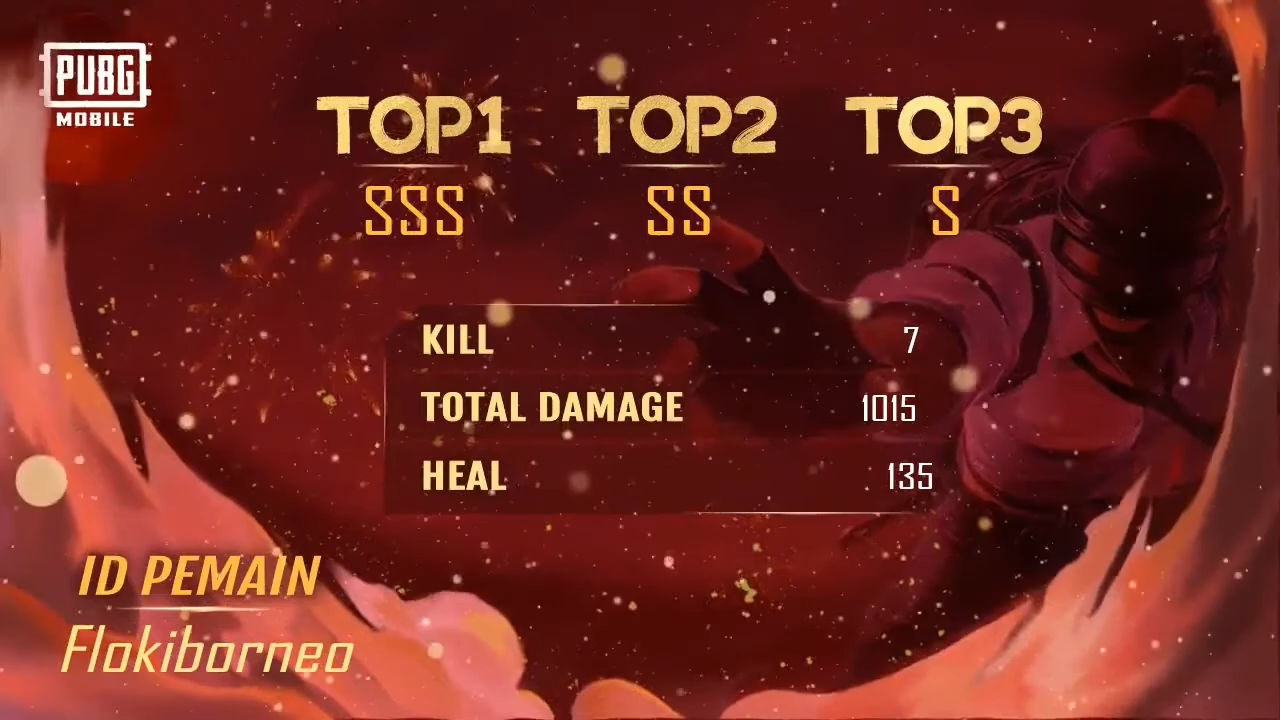 PUBG
MOBILE
TOP1 TOP2 TOP3
SSS SS S
KILL 7
TOTAL DAMAGE 1015
HEAL 135
ID PEMAIN
Flokiborneo